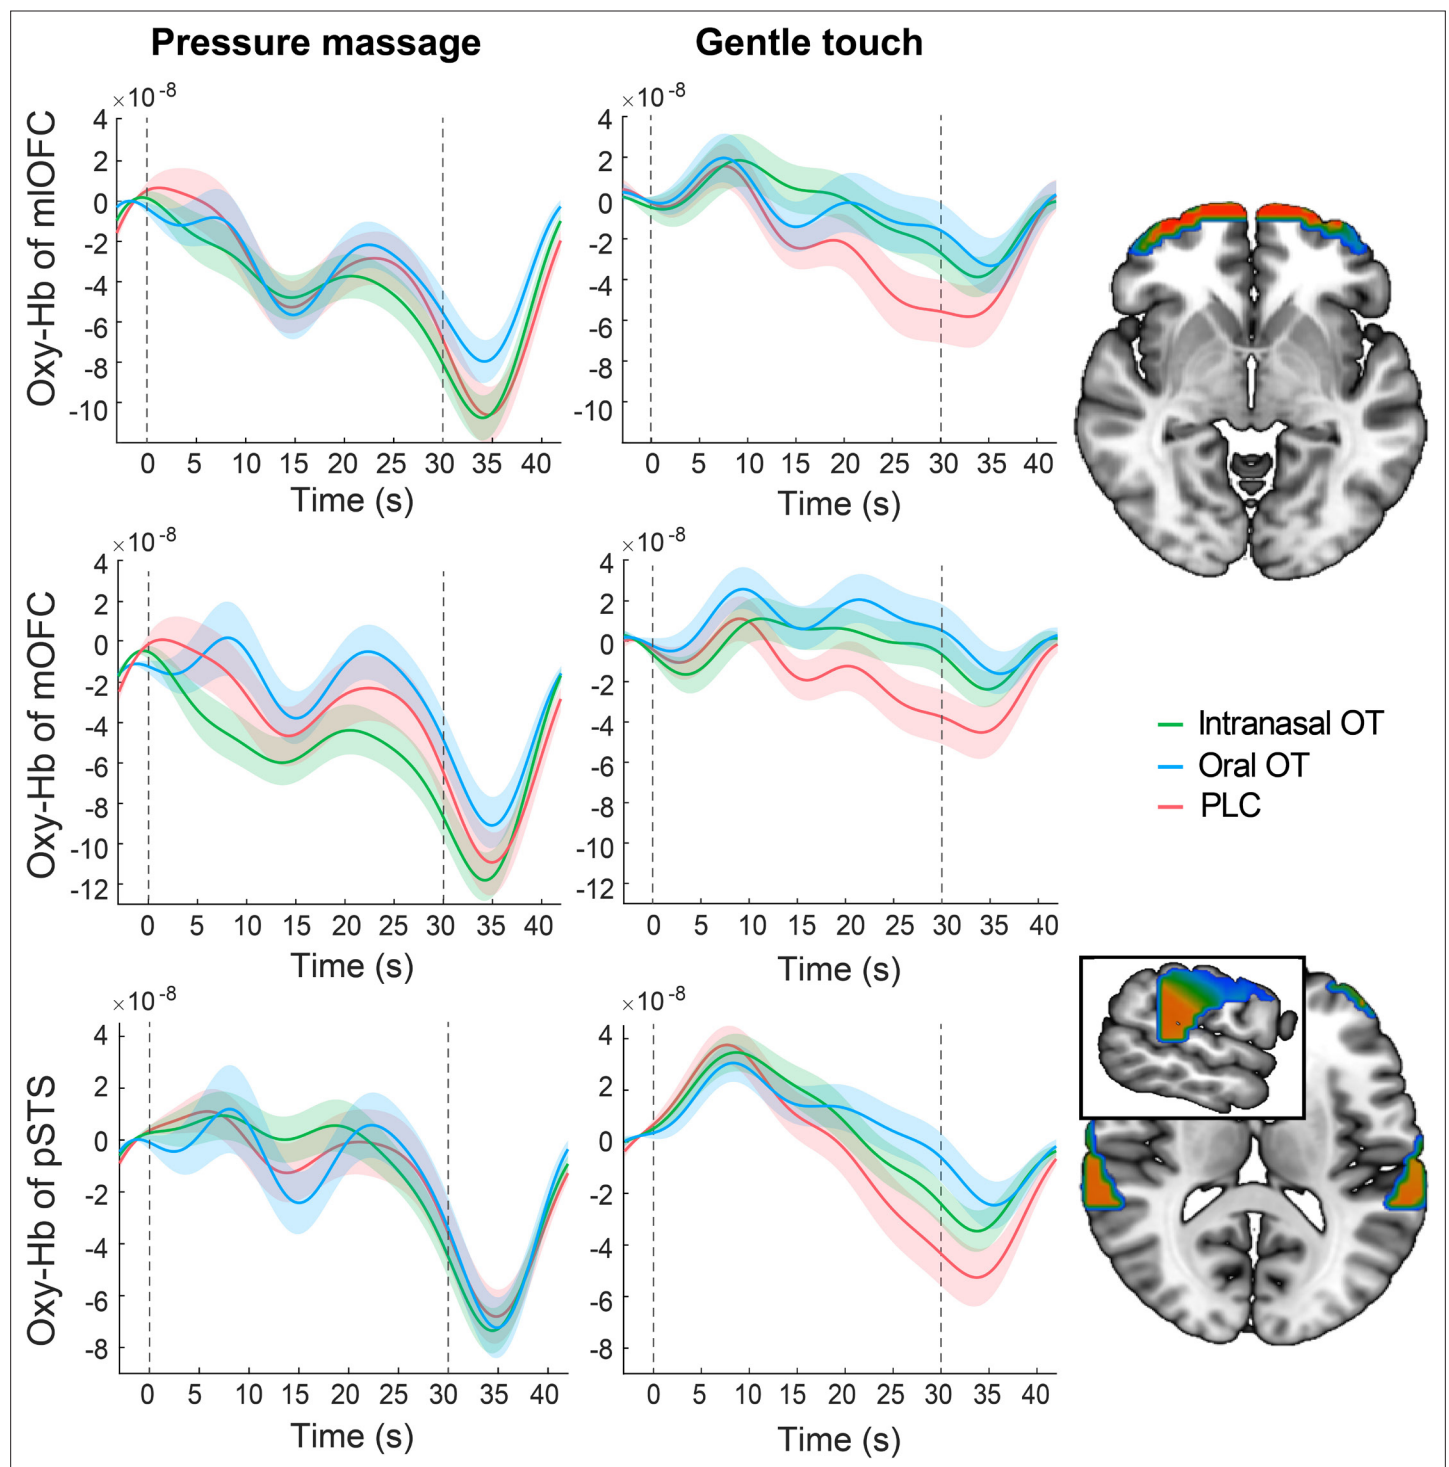 Pressure massage
Gentle touch
×10-8
4
2
0
-2
-4
-6
-8
-10
Oxy-Hb of mlOFC
0 5 10 15 20 25 30 35 40
Time (s)
×10-8
4
2
0
-2
-4
-6
-8
-10
0 5 10 15 20 25 30 35 40
Time (s)
×10-8
4
2
0
-2
-4
-6
-8
-10
-12
Oxy-Hb of mOFC
0 5 10 15 20 25 30 35 40
Time (s)
×10-8
4
2
0
-2
-4
-6
-8
-10
-12
0 5 10 15 20 25 30 35 40
Time (s)
Intranasal OT
Oral OT
PLC
×10-8
4
2
0
-2
-4
-6
-8
Oxy-Hb of pSTS
0 5 10 15 20 25 30 35 40
Time (s)
×10-8
4
2
0
-2
-4
-6
-8
0 5 10 15 20 25 30 35 40
Time (s)